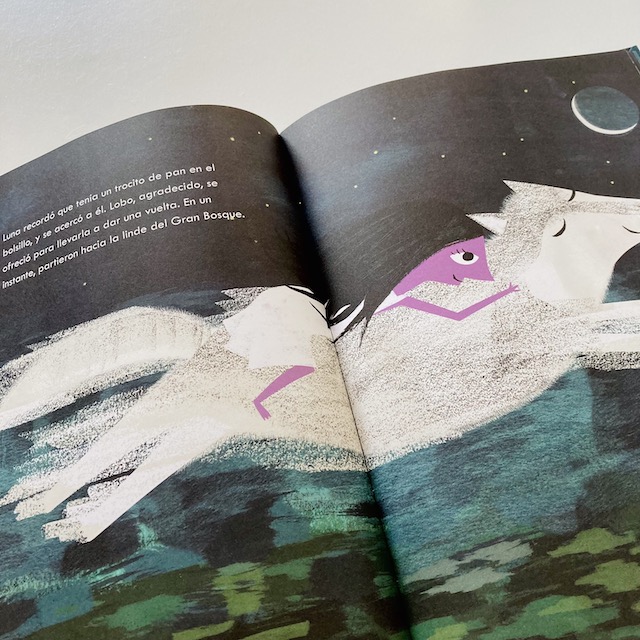 Luna recordó que tenía un trocito de pan en el
bolsillo, y se acercó a él. Lobo, agradecido, se
ofreció para llevarla a dar una vuelta. En un
instante, partieron hacia la linde del Gran Bosque.